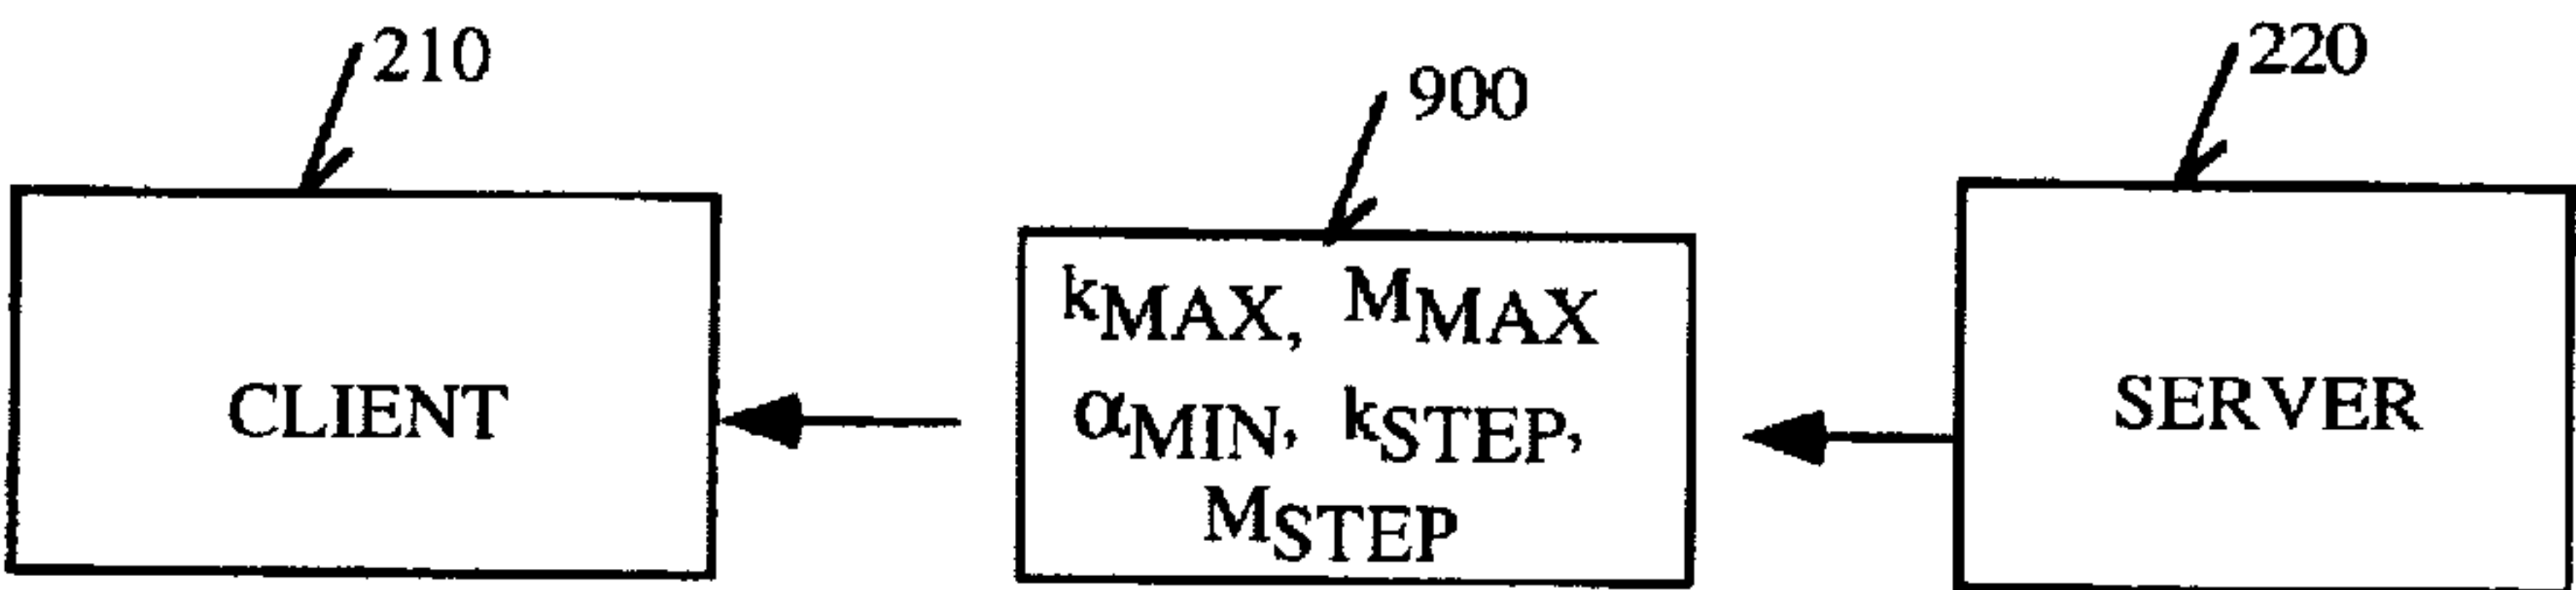 210
900
220
CLIENT
kMAX, MMAX
αMIN, kSTEP,
MSTEP
SERVER